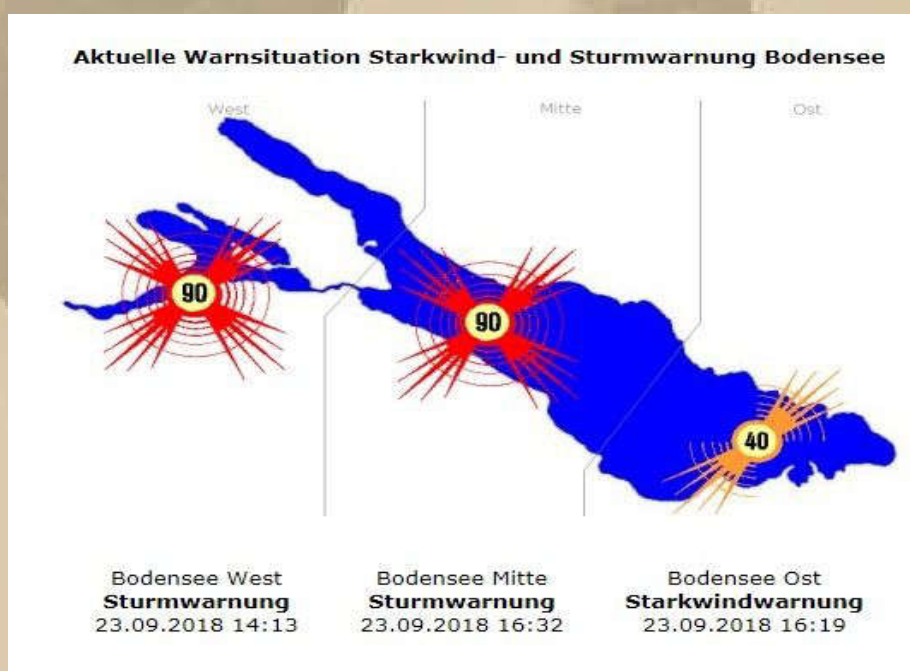 Aktuelle Warnsituation Starkwind- und Sturmwarnung Bodensee
West Mitte Ost
90
90
40
Bodensee West
Sturmwarnung
23.09.2018 14:13
Bodensee Mitte
Sturmwarnung
23.09.2018 16:32
Bodensee Ost
Starkwindwarnung
23.09.2018 16:19